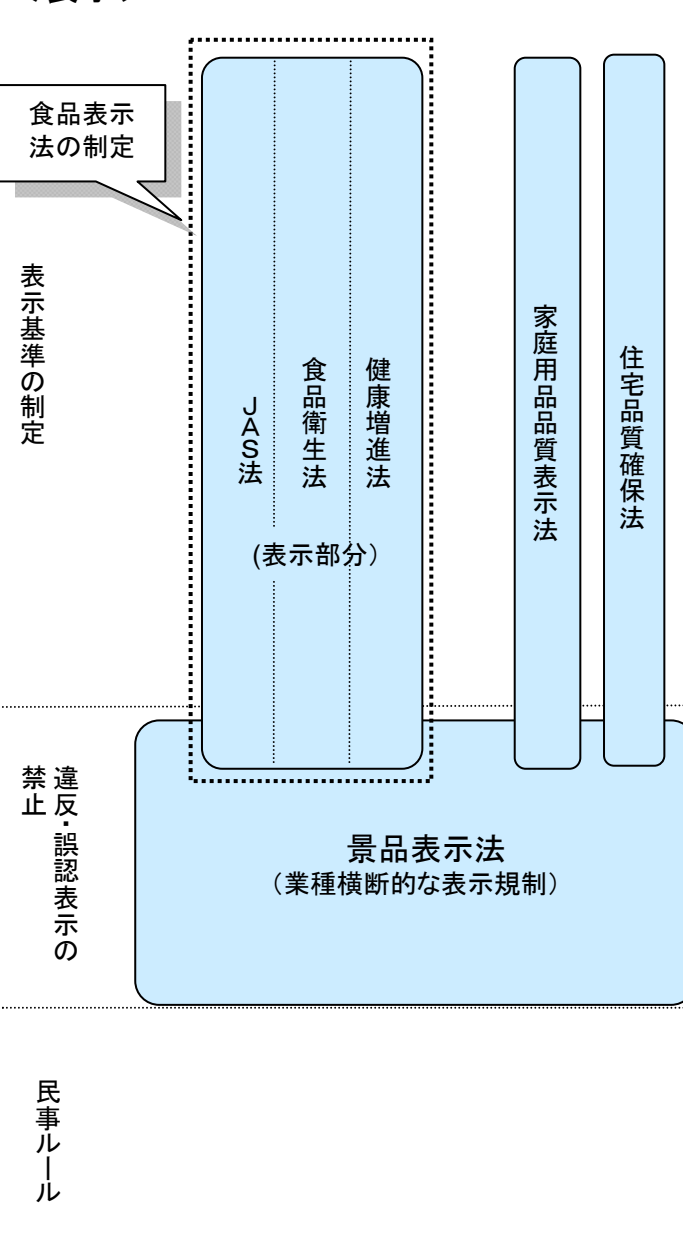 食品表示
法の制定
表示基準の制定
JAS法
食品衛生法
健康増進法
(表示部分）
家庭用品品質表示法
住宅品質確保法
違反・誤認表示の
禁止
景品表示法
（業種横断的な表示規制）
民事ルール